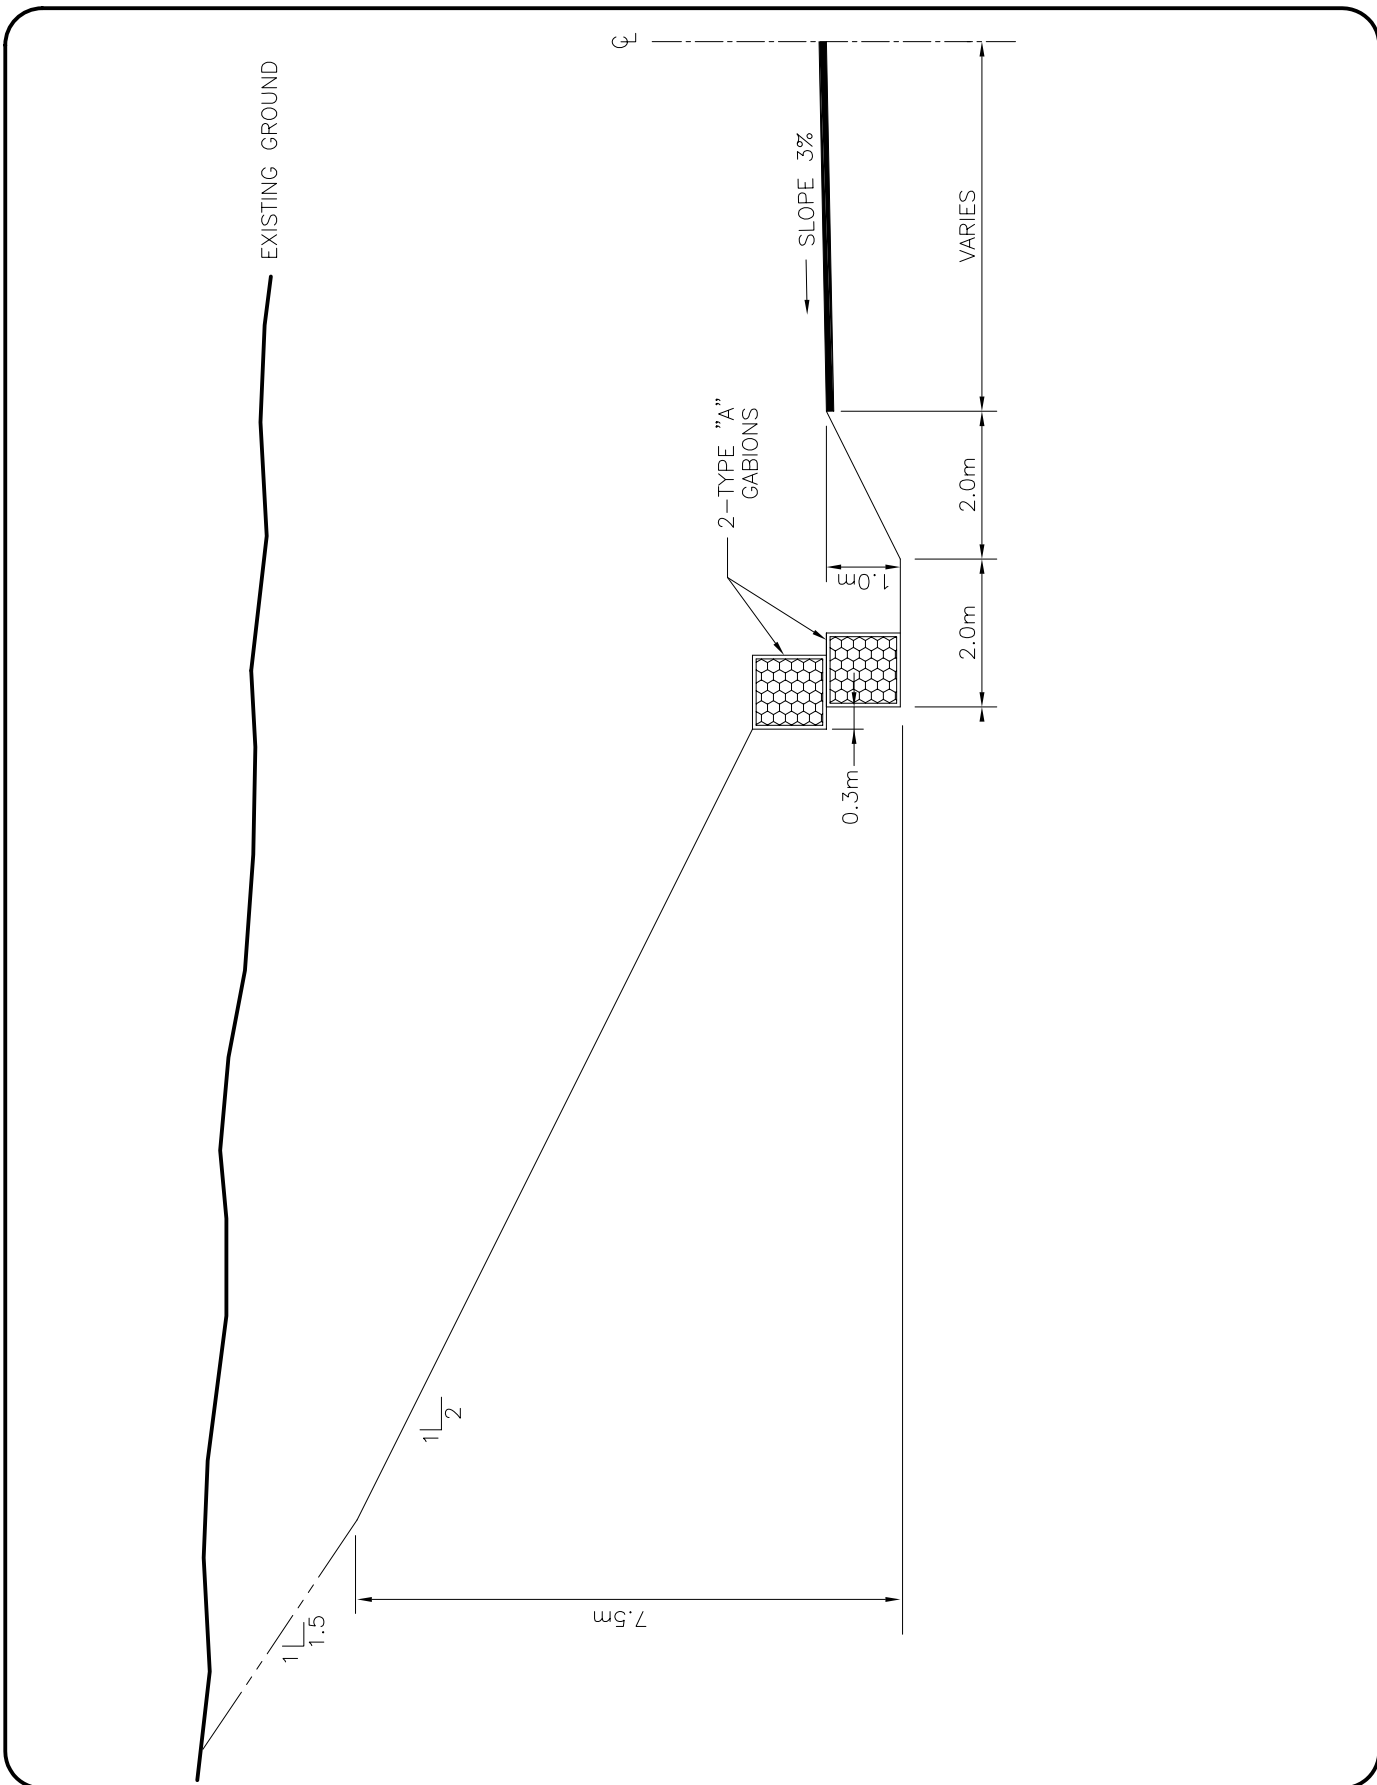 EXISTING GROUND
℄
SLOPE 3%
VARIES
2-TYPE "A"
GABIONS
2.0m
1.0m
2.0m
0.3m
1
2
7.5m
1
1.5